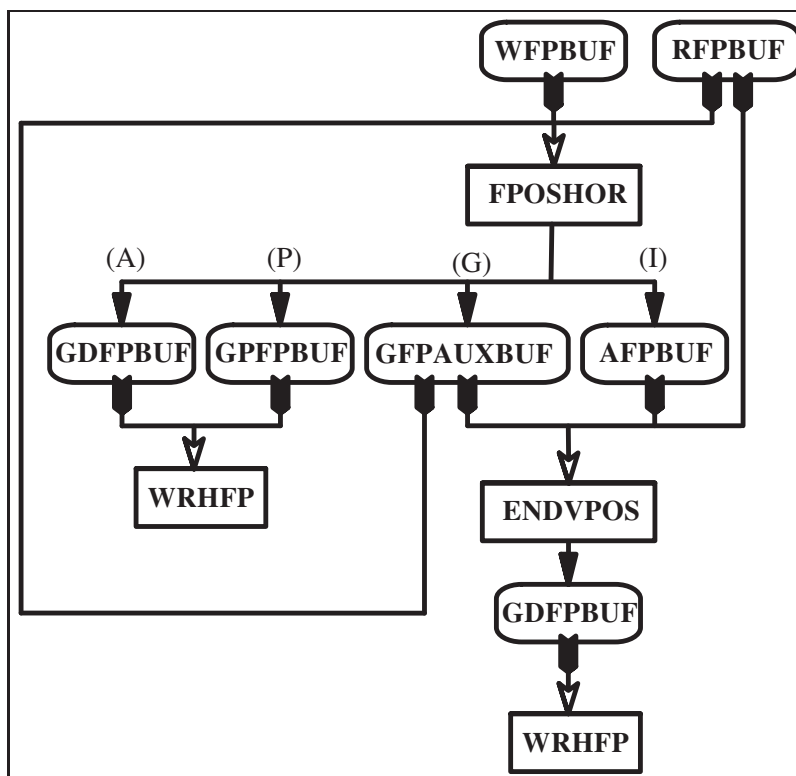 WFPBUF RFPBUF
FPOSHOR
(A) (P) (G) (I)
GDFPBUF GPFPBUF GFPAUXBUF AFPBUF
WRHFP ENDVPOS
GDFPBUF
WRHFP